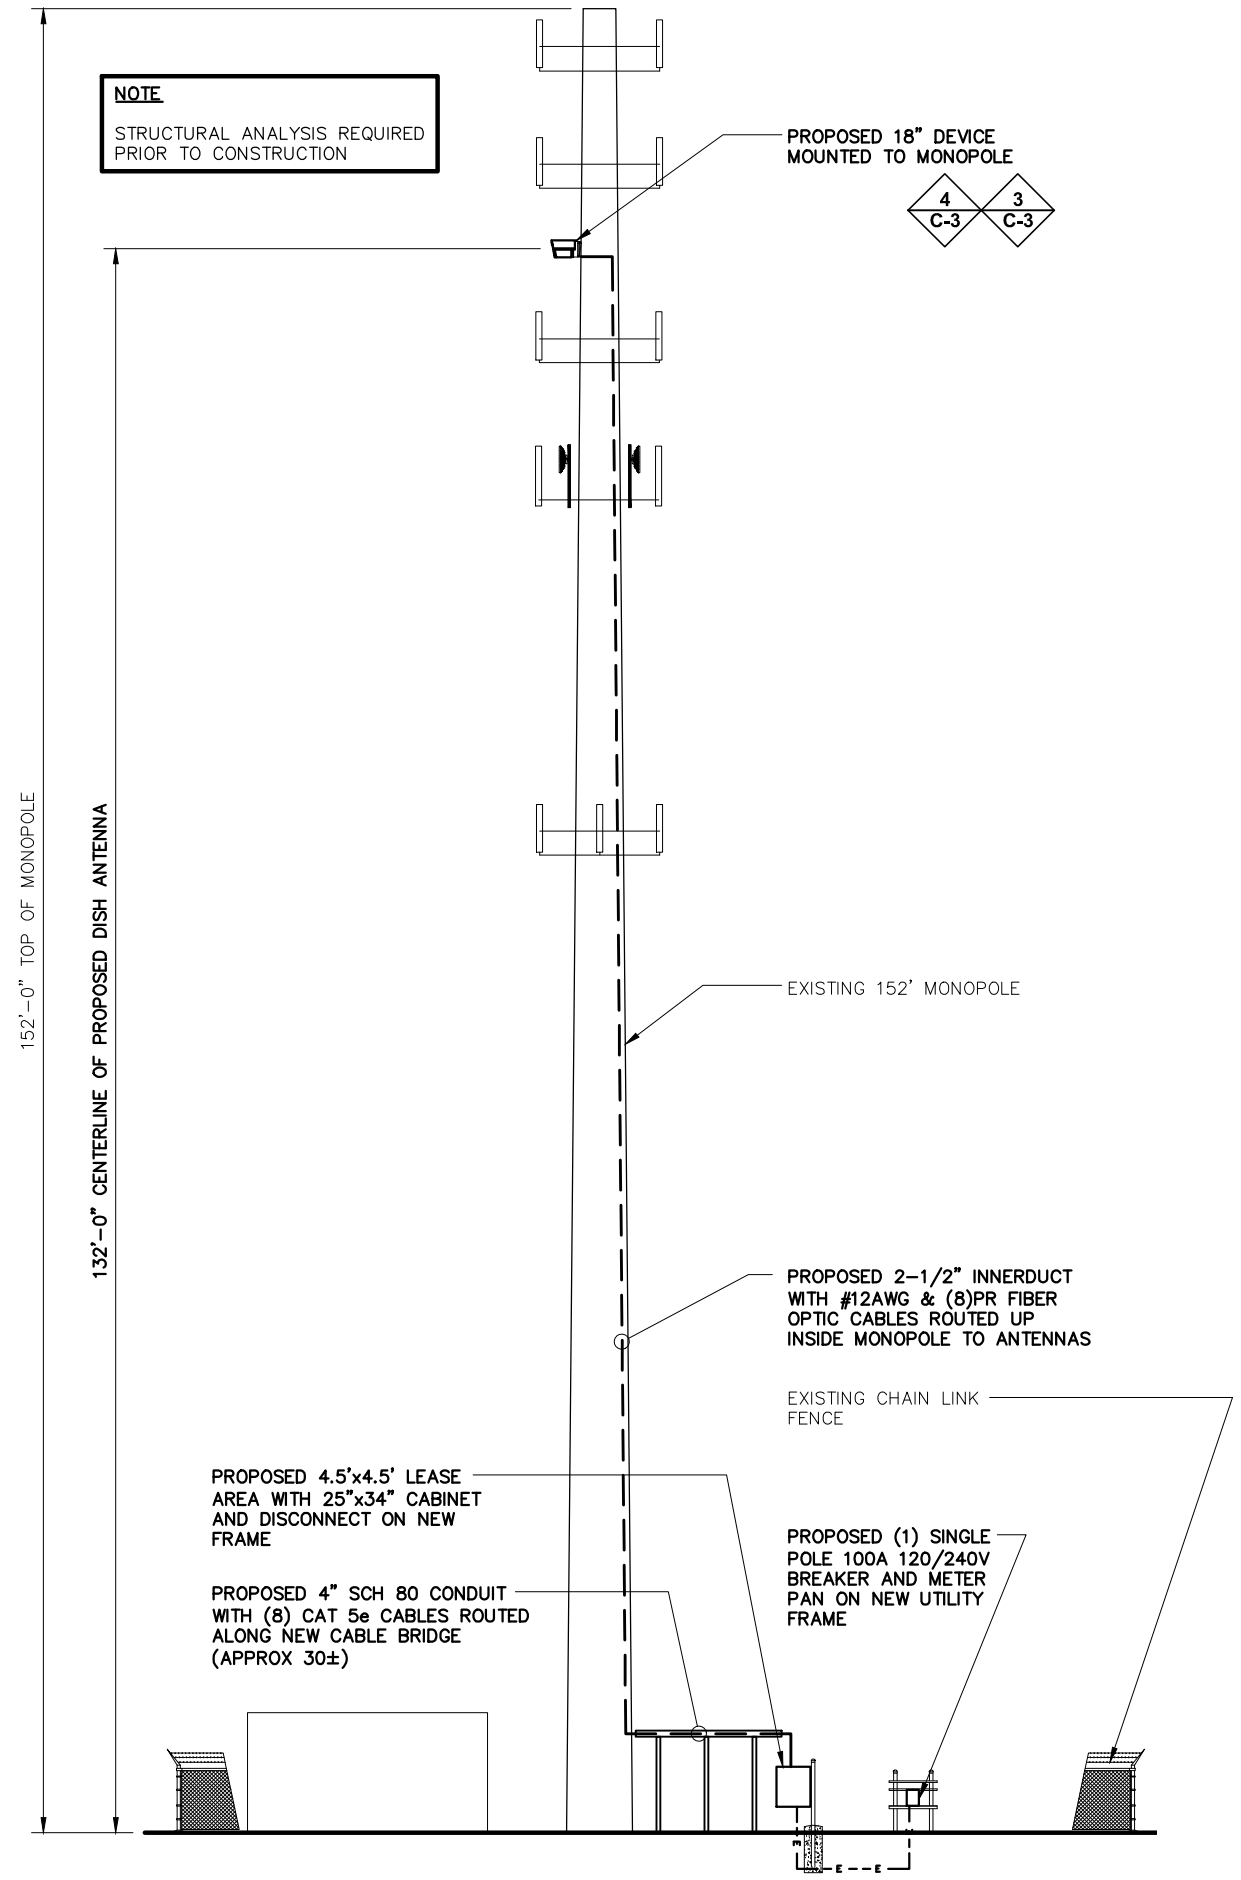 NOTE
STRUCTURAL ANALYSIS REQUIRED
PRIOR TO CONSTRUCTION
PROPOSED 18" DEVICE
MOUNTED TO MONOPOLE
4
C-3
3
C-3
152'-0" TOP OF MONOPOLE
132'-0" CENTERLINE OF PROPOSED DISH ANTENNA
EXISTING 152' MONOPOLE
PROPOSED 2-1/2" INNERDUCT
WITH #12AWG & (8)PR FIBER
OPTIC CABLES ROUTED UP
INSIDE MONOPOLE TO ANTENNAS
EXISTING CHAIN LINK
FENCE
PROPOSED 4.5'x4.5' LEASE
AREA WITH 25"x34" CABINET
AND DISCONNECT ON NEW
FRAME
PROPOSED (1) SINGLE
POLE 100A 120/240V
BREAKER AND METER
PAN ON NEW UTILITY
FRAME
PROPOSED 4" SCH 80 CONDUIT
WITH (8) CAT 5e CABLES ROUTED
ALONG NEW CABLE BRIDGE
(APPROX 30±)
E
E
E